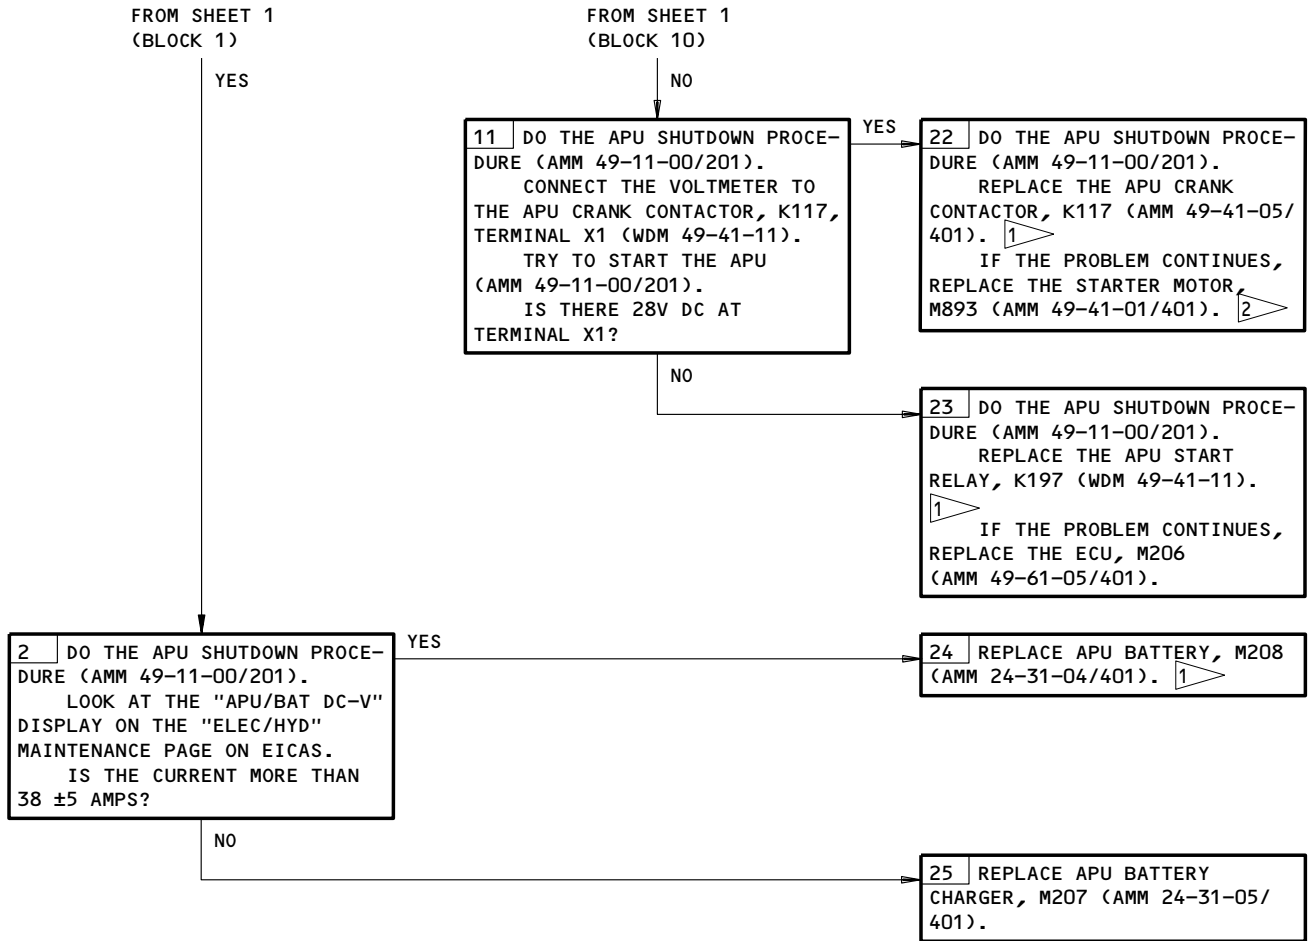 FROM SHEET 1
(BLOCK 1)
YES
FROM SHEET 1
(BLOCK 10)
NO
11 DO THE APU SHUTDOWN PROCE-
DURE (AMM 49-11-00/201).
CONNECT THE VOLTMETER TO
THE APU CRANK CONTACTOR, K117,
TERMINAL X1 (WDM 49-41-11).
TRY TO START THE APU
(AMM 49-11-00/201).
IS THERE 28V DC AT
TERMINAL X1?
YES
22 DO THE APU SHUTDOWN PROCE-
DURE (AMM 49-11-00/201).
REPLACE THE APU CRANK
CONTACTOR, K117 (AMM 49-41-05/
401). 1
IF THE PROBLEM CONTINUES,
REPLACE THE STARTER MOTOR,
M893 (AMM 49-41-01/401). 2
NO
23 DO THE APU SHUTDOWN PROCE-
DURE (AMM 49-11-00/201).
REPLACE THE APU START
RELAY, K197 (WDM 49-41-11).
1
IF THE PROBLEM CONTINUES,
REPLACE THE ECU, M206
(AMM 49-61-05/401).
2 DO THE APU SHUTDOWN PROCE-
DURE (AMM 49-11-00/201).
LOOK AT THE "APU/BAT DC-V"
DISPLAY ON THE "ELEC/HYD"
MAINTENANCE PAGE ON EICAS.
IS THE CURRENT MORE THAN
38 ±5 AMPS?
YES
24 REPLACE APU BATTERY, M208
(AMM 24-31-04/401). 1
NO
25 REPLACE APU BATTERY
CHARGER, M207 (AMM 24-31-05/
401).